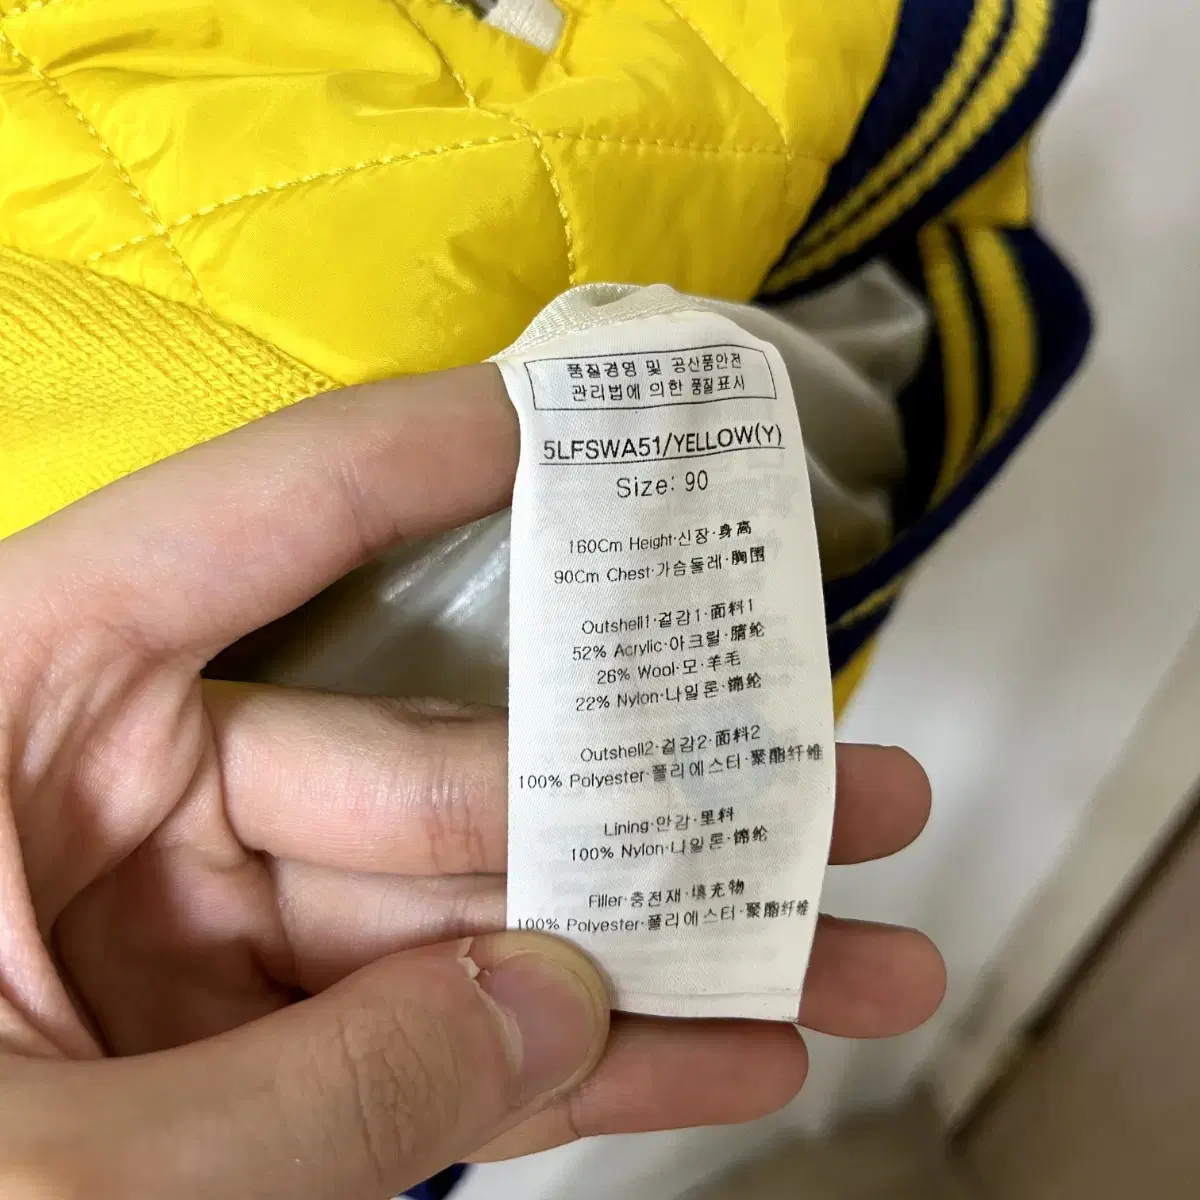 품질경영 및 공산품안전
관리법에 의한 품질표시
5LFSWA51/YELLOW(Y)
Size: 90
160Cm Height·신장·身高
90Cm Chest·가슴둘레·胸围
Outshell1·겉감1·面料1
52% Acrylic·아크릴·腈纶
26% Wool·모·羊毛
22% Nylon·나일론·锦纶
Outshell2·겉감2·面料2
100% Polyester·폴리에스터·聚酯纤维
Lining·안감·里料
100% Nylon·나일론·锦纶
Filler·충전재·填充物
100% Polyester·폴리에스터·聚酯纤维